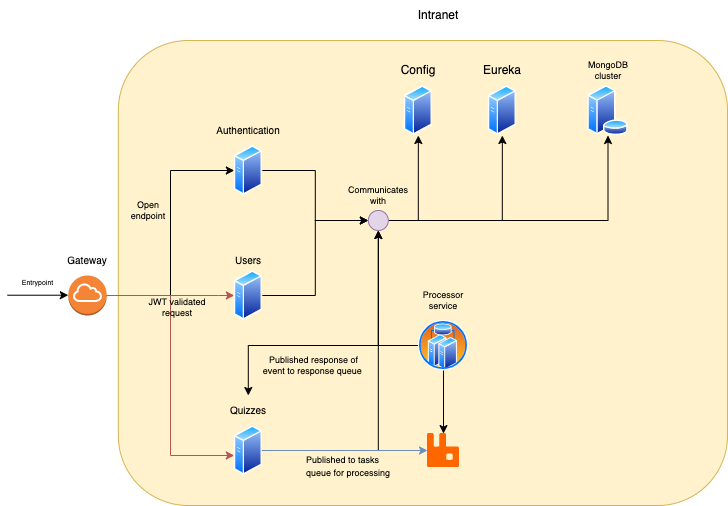 Intranet
Config
Eureka
MongoDB
cluster
Authentication
Communicates
with
Open
endpoint
Gateway
Users
Entrypoint
JWT validated
request
Processor
service
Published response of
event to response queue
Quizzes
Published to tasks
queue for processing